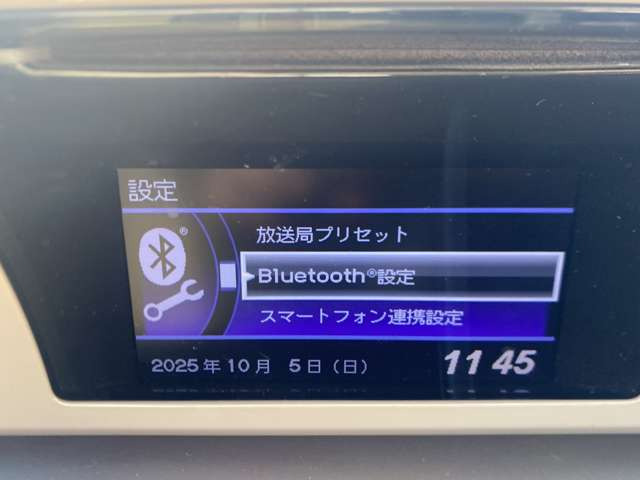 設定
放送局プリセット
Bluetooth®設定
スマートフォン連携設定
2025年10月 5日（日） 11 45